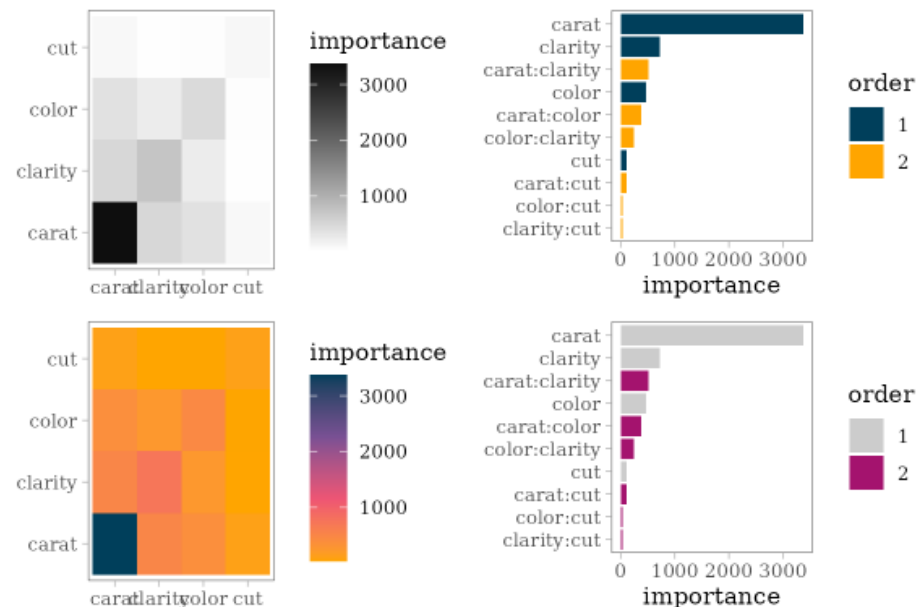 cut
color
clarity
carat
carat clarity color cut
importance
3000
2000
1000
carat
clarity
carat:clarity
color
carat:color
color:clarity
cut
carat:cut
color:cut
clarity:cut
0 1000 2000 3000
importance
order
1
2
cut
color
clarity
carat
carat clarity color cut
importance
3000
2000
1000
carat
clarity
carat:clarity
color
carat:color
color:clarity
cut
carat:cut
color:cut
clarity:cut
0 1000 2000 3000
importance
order
1
2